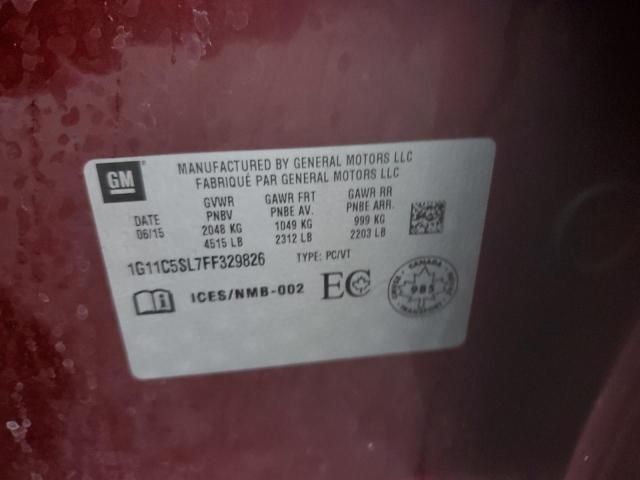 GM
MANUFACTURED BY GENERAL MOTORS LLC
FABRIQUÉ PAR GENERAL MOTORS LLC
DATE
06/15
GVWR
PNBV
2048 KG
4515 LB
GAWR FRT
PNBE AV.
1049 KG
2312 LB
GAWR RR
PNBE ARR.
999 KG
2203 LB
1G11C5SL7FF329826
TYPE: PC/VT
i ICES/NMB-002 EC
CANADA
985
TRANSPORT